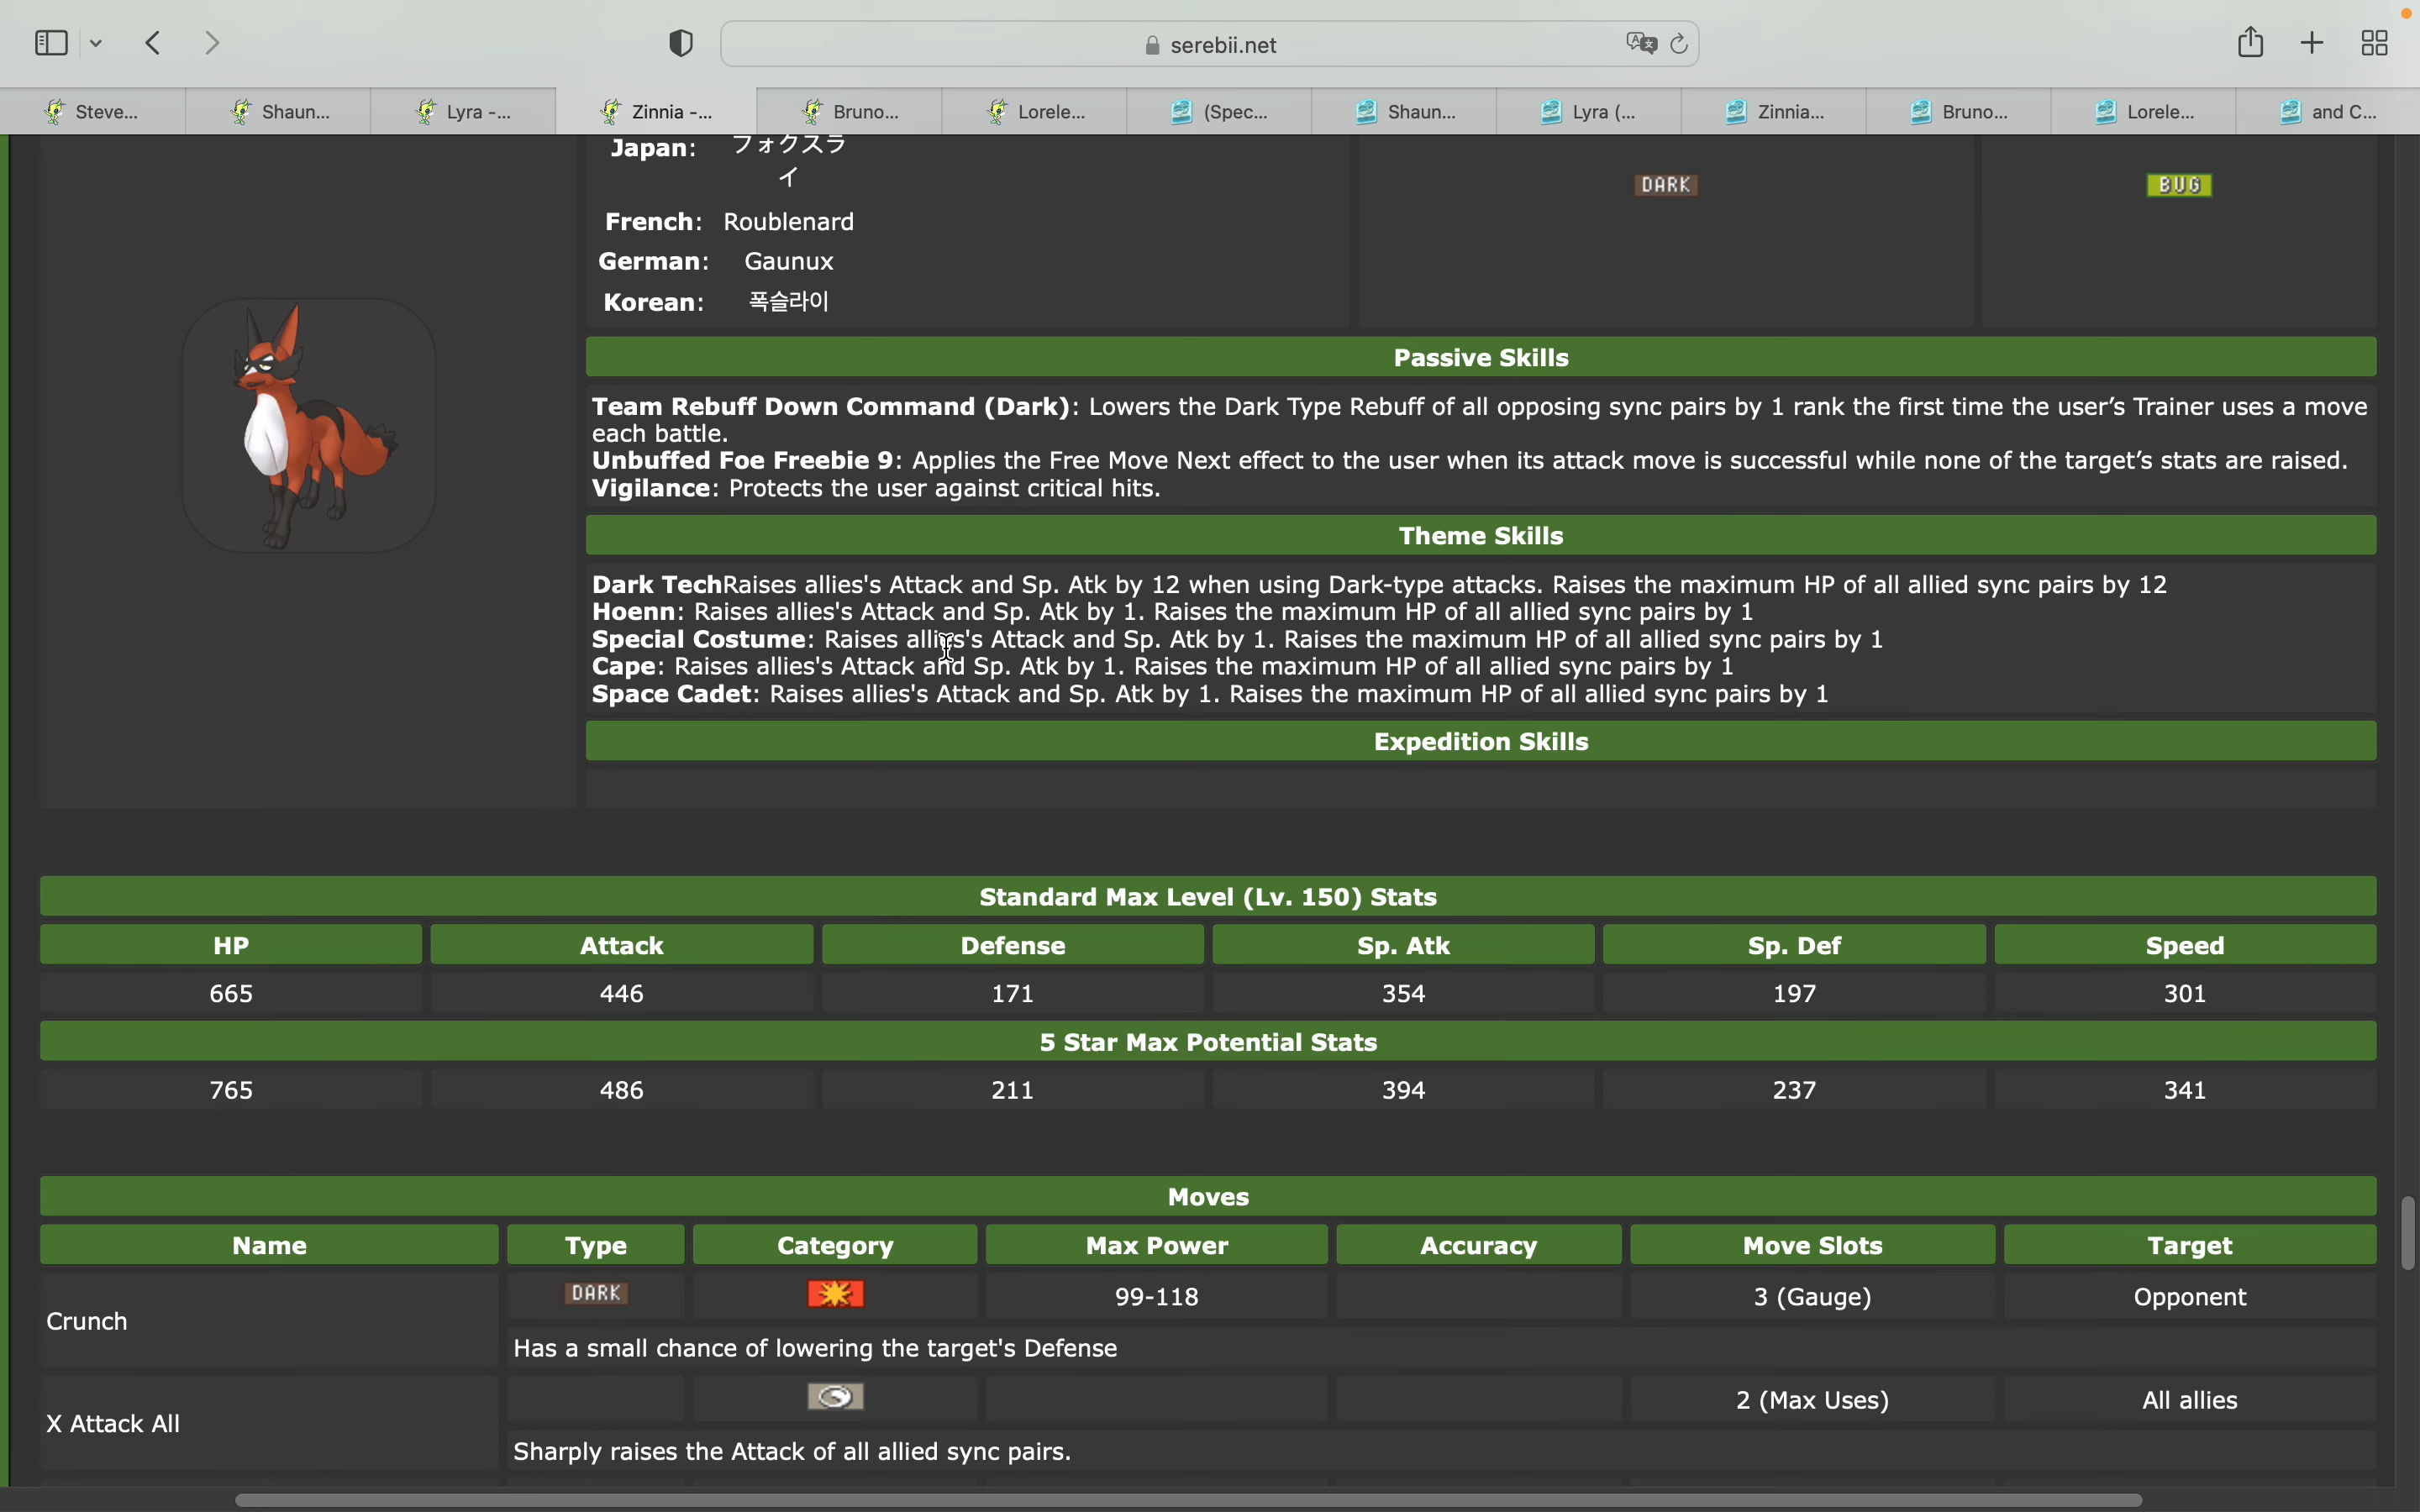 serebii.net
Steve...
Shaun...
Lyra -...
Zinnia -...
Bruno...
Lorele...
(Spec...
Shaun...
Lyra (...
Zinnia...
Bruno...
Lorele...
and C...
Japan: フォクスラ
イ
French: Roublenard
German: Gaunux
Korean: 폭슬라이
DARK
BUG
Passive Skills
Team Rebuff Down Command (Dark): Lowers the Dark Type Rebuff of all opposing sync pairs by 1 rank the first time the user’s Trainer uses a move
each battle.
Unbuffed Foe Freebie 9: Applies the Free Move Next effect to the user when its attack move is successful while none of the target’s stats are raised.
Vigilance: Protects the user against critical hits.
Theme Skills
Dark TechRaises allies's Attack and Sp. Atk by 12 when using Dark-type attacks. Raises the maximum HP of all allied sync pairs by 12
Hoenn: Raises allies's Attack and Sp. Atk by 1. Raises the maximum HP of all allied sync pairs by 1
Special Costume: Raises allies's Attack and Sp. Atk by 1. Raises the maximum HP of all allied sync pairs by 1
Cape: Raises allies's Attack and Sp. Atk by 1. Raises the maximum HP of all allied sync pairs by 1
Space Cadet: Raises allies's Attack and Sp. Atk by 1. Raises the maximum HP of all allied sync pairs by 1
Expedition Skills
Standard Max Level (Lv. 150) Stats
HP Attack Defense Sp. Atk Sp. Def Speed
665 446 171 354 197 301
5 Star Max Potential Stats
765 486 211 394 237 341
Moves
Name Type Category Max Power Accuracy Move Slots Target
Crunch DARK 99-118 3 (Gauge) Opponent
Has a small chance of lowering the target's Defense
X Attack All 2 (Max Uses) All allies
Sharply raises the Attack of all allied sync pairs.